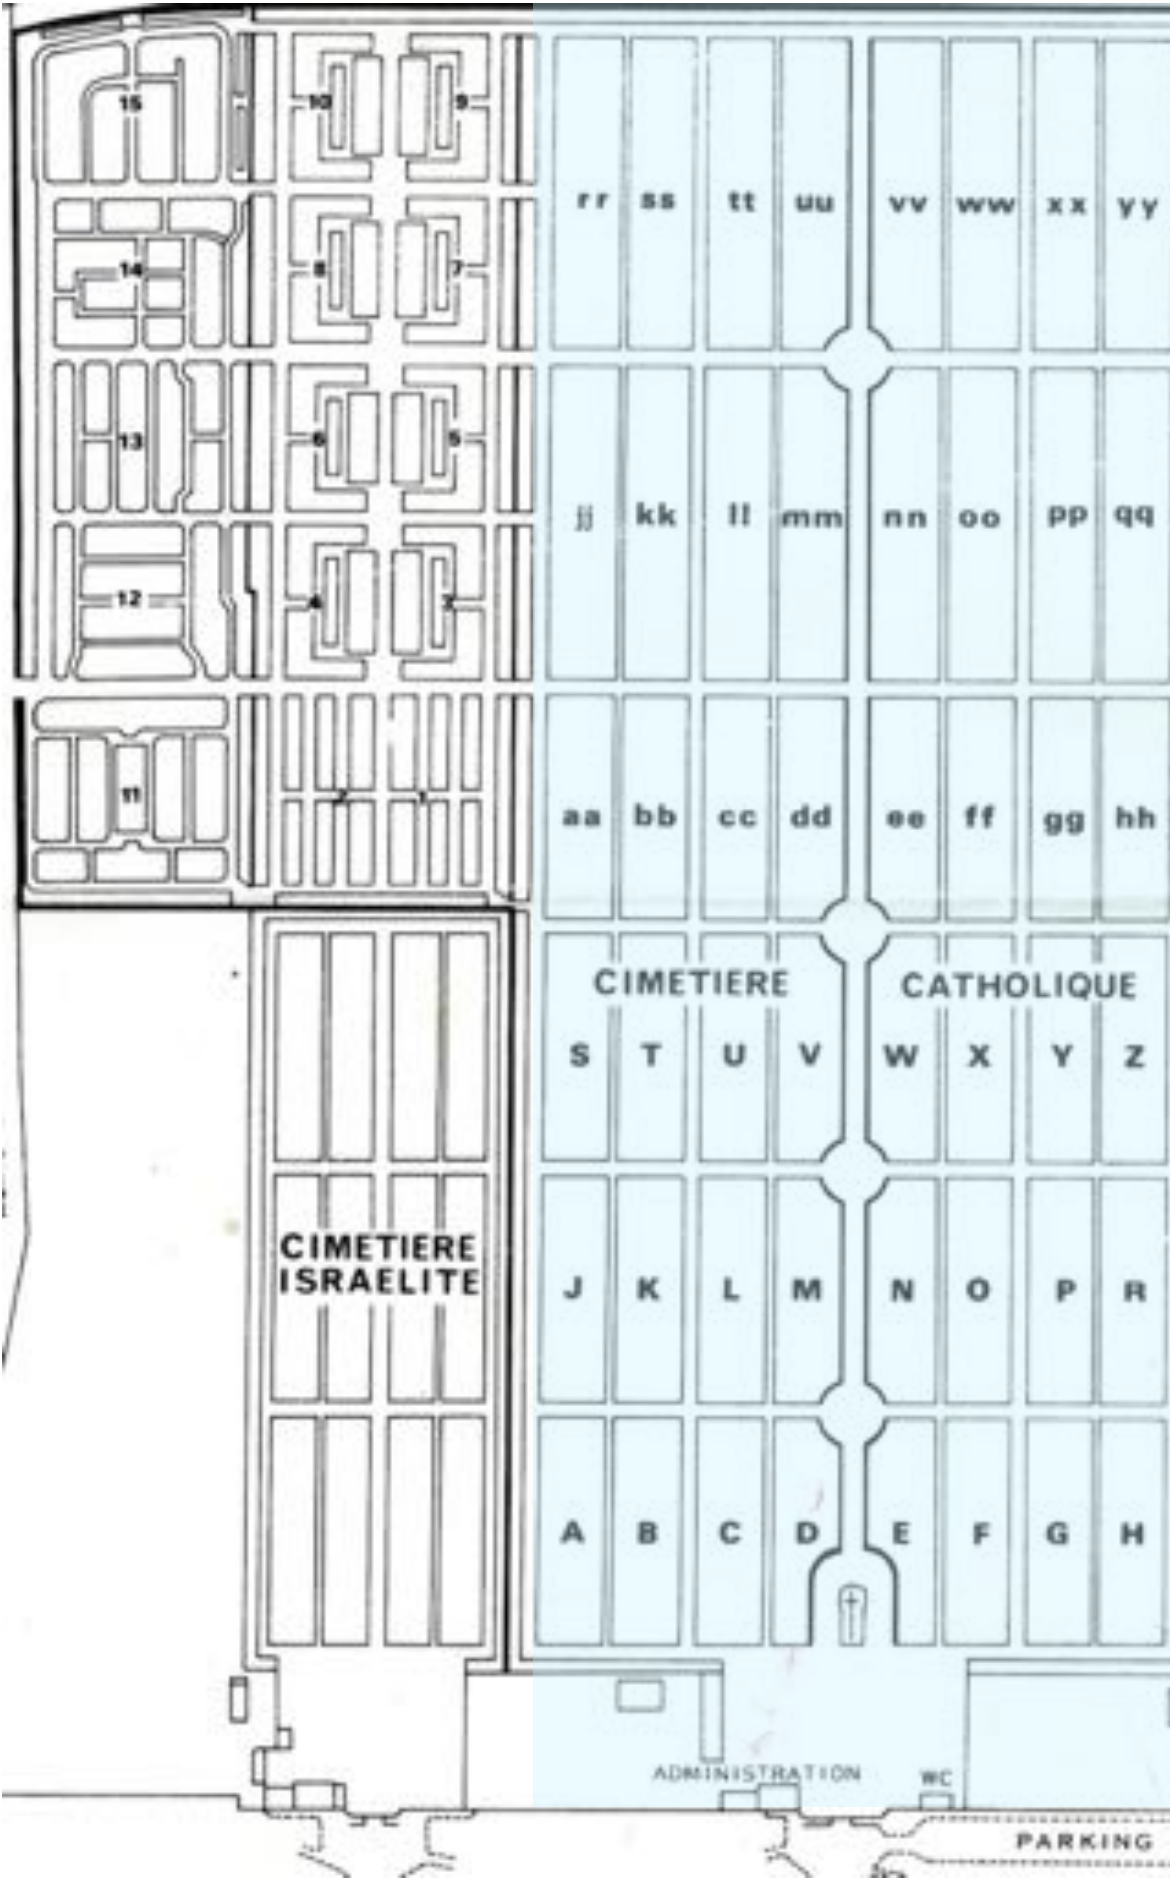 15 10 9
rr ss tt uu vv ww xx yy
14 8 7
13 6 5
jj kk ll mm nn oo pp qq
12 4 3
11 2 1
aa bb cc dd ee ff gg hh
CIMETIERE CATHOLIQUE
S T U V W X Y Z
CIMETIERE
ISRAELITE
J K L M N O P R
A B C D E F G H
ADMINISTRATION WC
PARKING